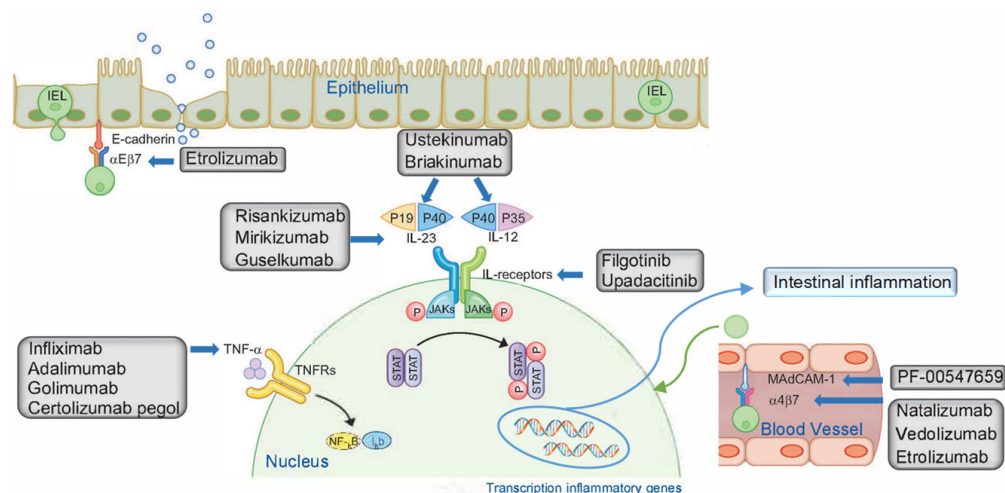 IEL
Epithelium
IEL
E-cadherin
αEβ7
Etrolizumab
Ustekinumab
Briakinumab
P19
P40
P40
P35
IL-23
IL-12
Risankizumab
Mirikizumab
Guselkumab
IL-receptors
Filgotinib
Upadacitinib
Intestinal inflammation
P
JAKs
JAKs
P
Infliximab
Adalimumab
Golimumab
Certolizumab pegol
TNF-α
TNFRs
STAT
STAT
STAT
P
P
STAT
MAdCAM-1
PF-00547659
α4β7
Natalizumab
Vedolizumab
Etrolizumab
Blood Vessel
NF-kB
Ikb
Nucleus
Transcription inflammatory genes